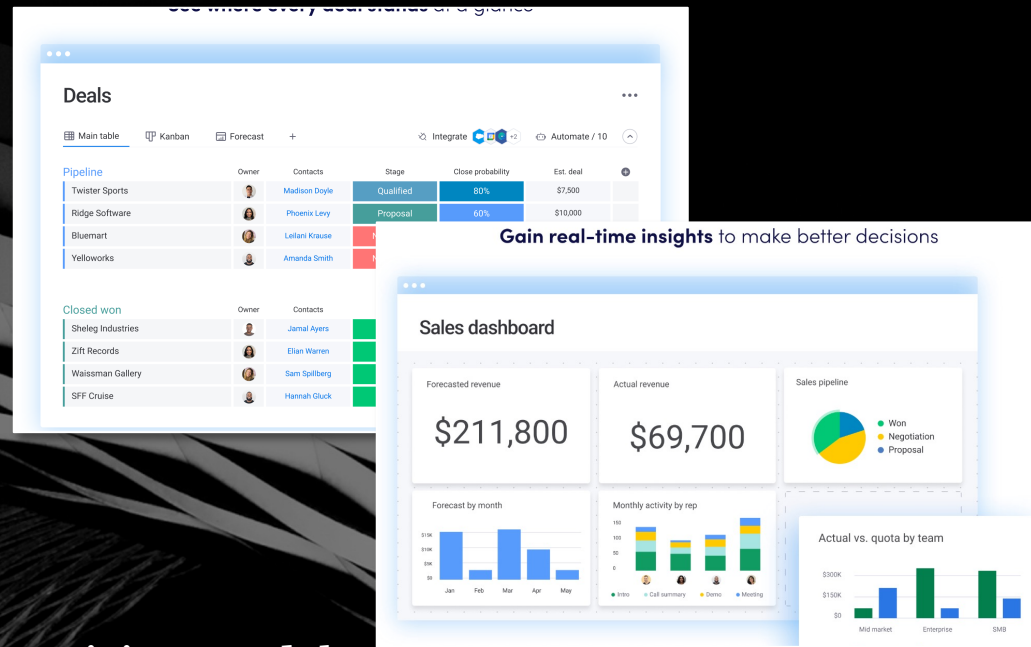 See where every deal stands at a glance
Deals
Main table Kanban Forecast + Integrate +2 Automate / 10
Pipeline Owner Contacts Stage Close probability Est. deal
Twister Sports Madison Doyle Qualified 80% $7,500
Ridge Software Phoenix Levy Proposal 60% $10,000
Bluemart Leilani Krause N
Yelloworks Amanda Smith N
Closed won Owner Contacts
Sheleg Industries Jamal Ayers
Zift Records Elian Warren
Waissman Gallery Sam Spillberg
SFF Cruise Hannah Gluck
Gain real-time insights to make better decisions
Sales dashboard
Forecasted revenue
$211,800
Actual revenue
$69,700
Sales pipeline
Won
Negotiation
Proposal
Forecast by month
$15K
$10K
$5K
$0
Jan Feb Mar Apr May
Monthly activity by rep
150
100
50
0
Intro Call summary Demo Meeting
Actual vs. quota by team
$300K
$150K
$0
Mid market Enterprise SMB